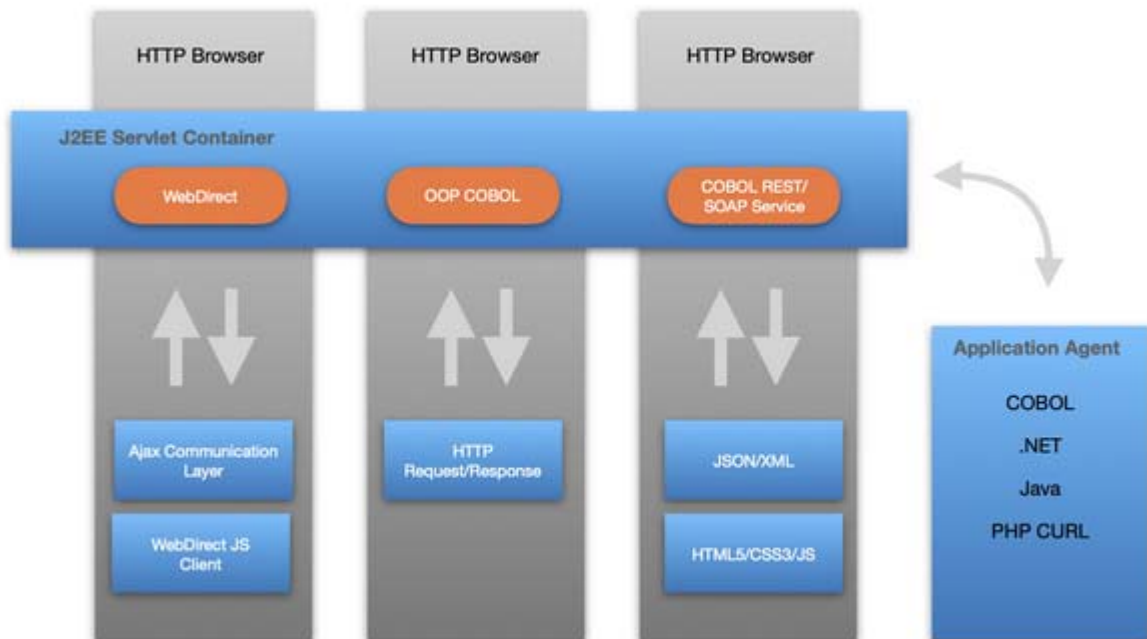 HTTP Browser
HTTP Browser
HTTP Browser
J2EE Servlet Container
WebDirect
OOP COBOL
COBOL REST/
SOAP Service
Application Agent
COBOL
.NET
Java
PHP CURL
Ajax Communication
Layer
HTTP
Request/Response
JSON/XML
WebDirect JS
Client
HTML5/CSS3/JS